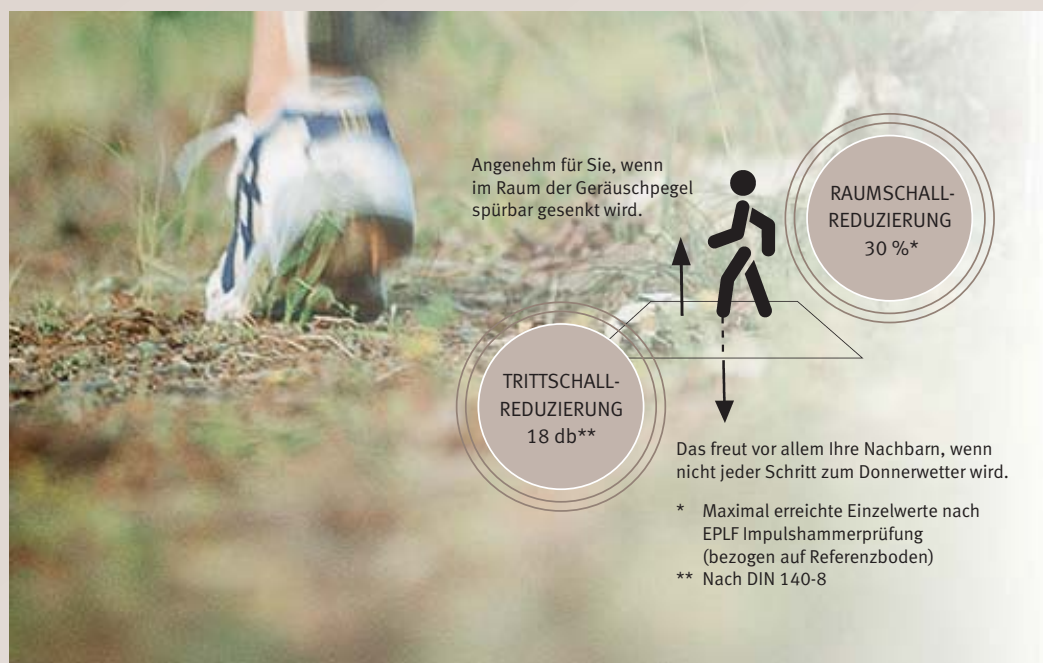 Angenehm für Sie, wenn
im Raum der Geräuschpegel
spürbar gesenkt wird.
RAUMSCHALL-
REDUZIERUNG
30 %*
TRITTSCHALL-
REDUZIERUNG
18 db**
Das freut vor allem Ihre Nachbarn, wenn
nicht jeder Schritt zum Donnerwetter wird.
* Maximal erreichte Einzelwerte nach
EPLF Impulshammerprüfung
(bezogen auf Referenzboden)
** Nach DIN 140-8